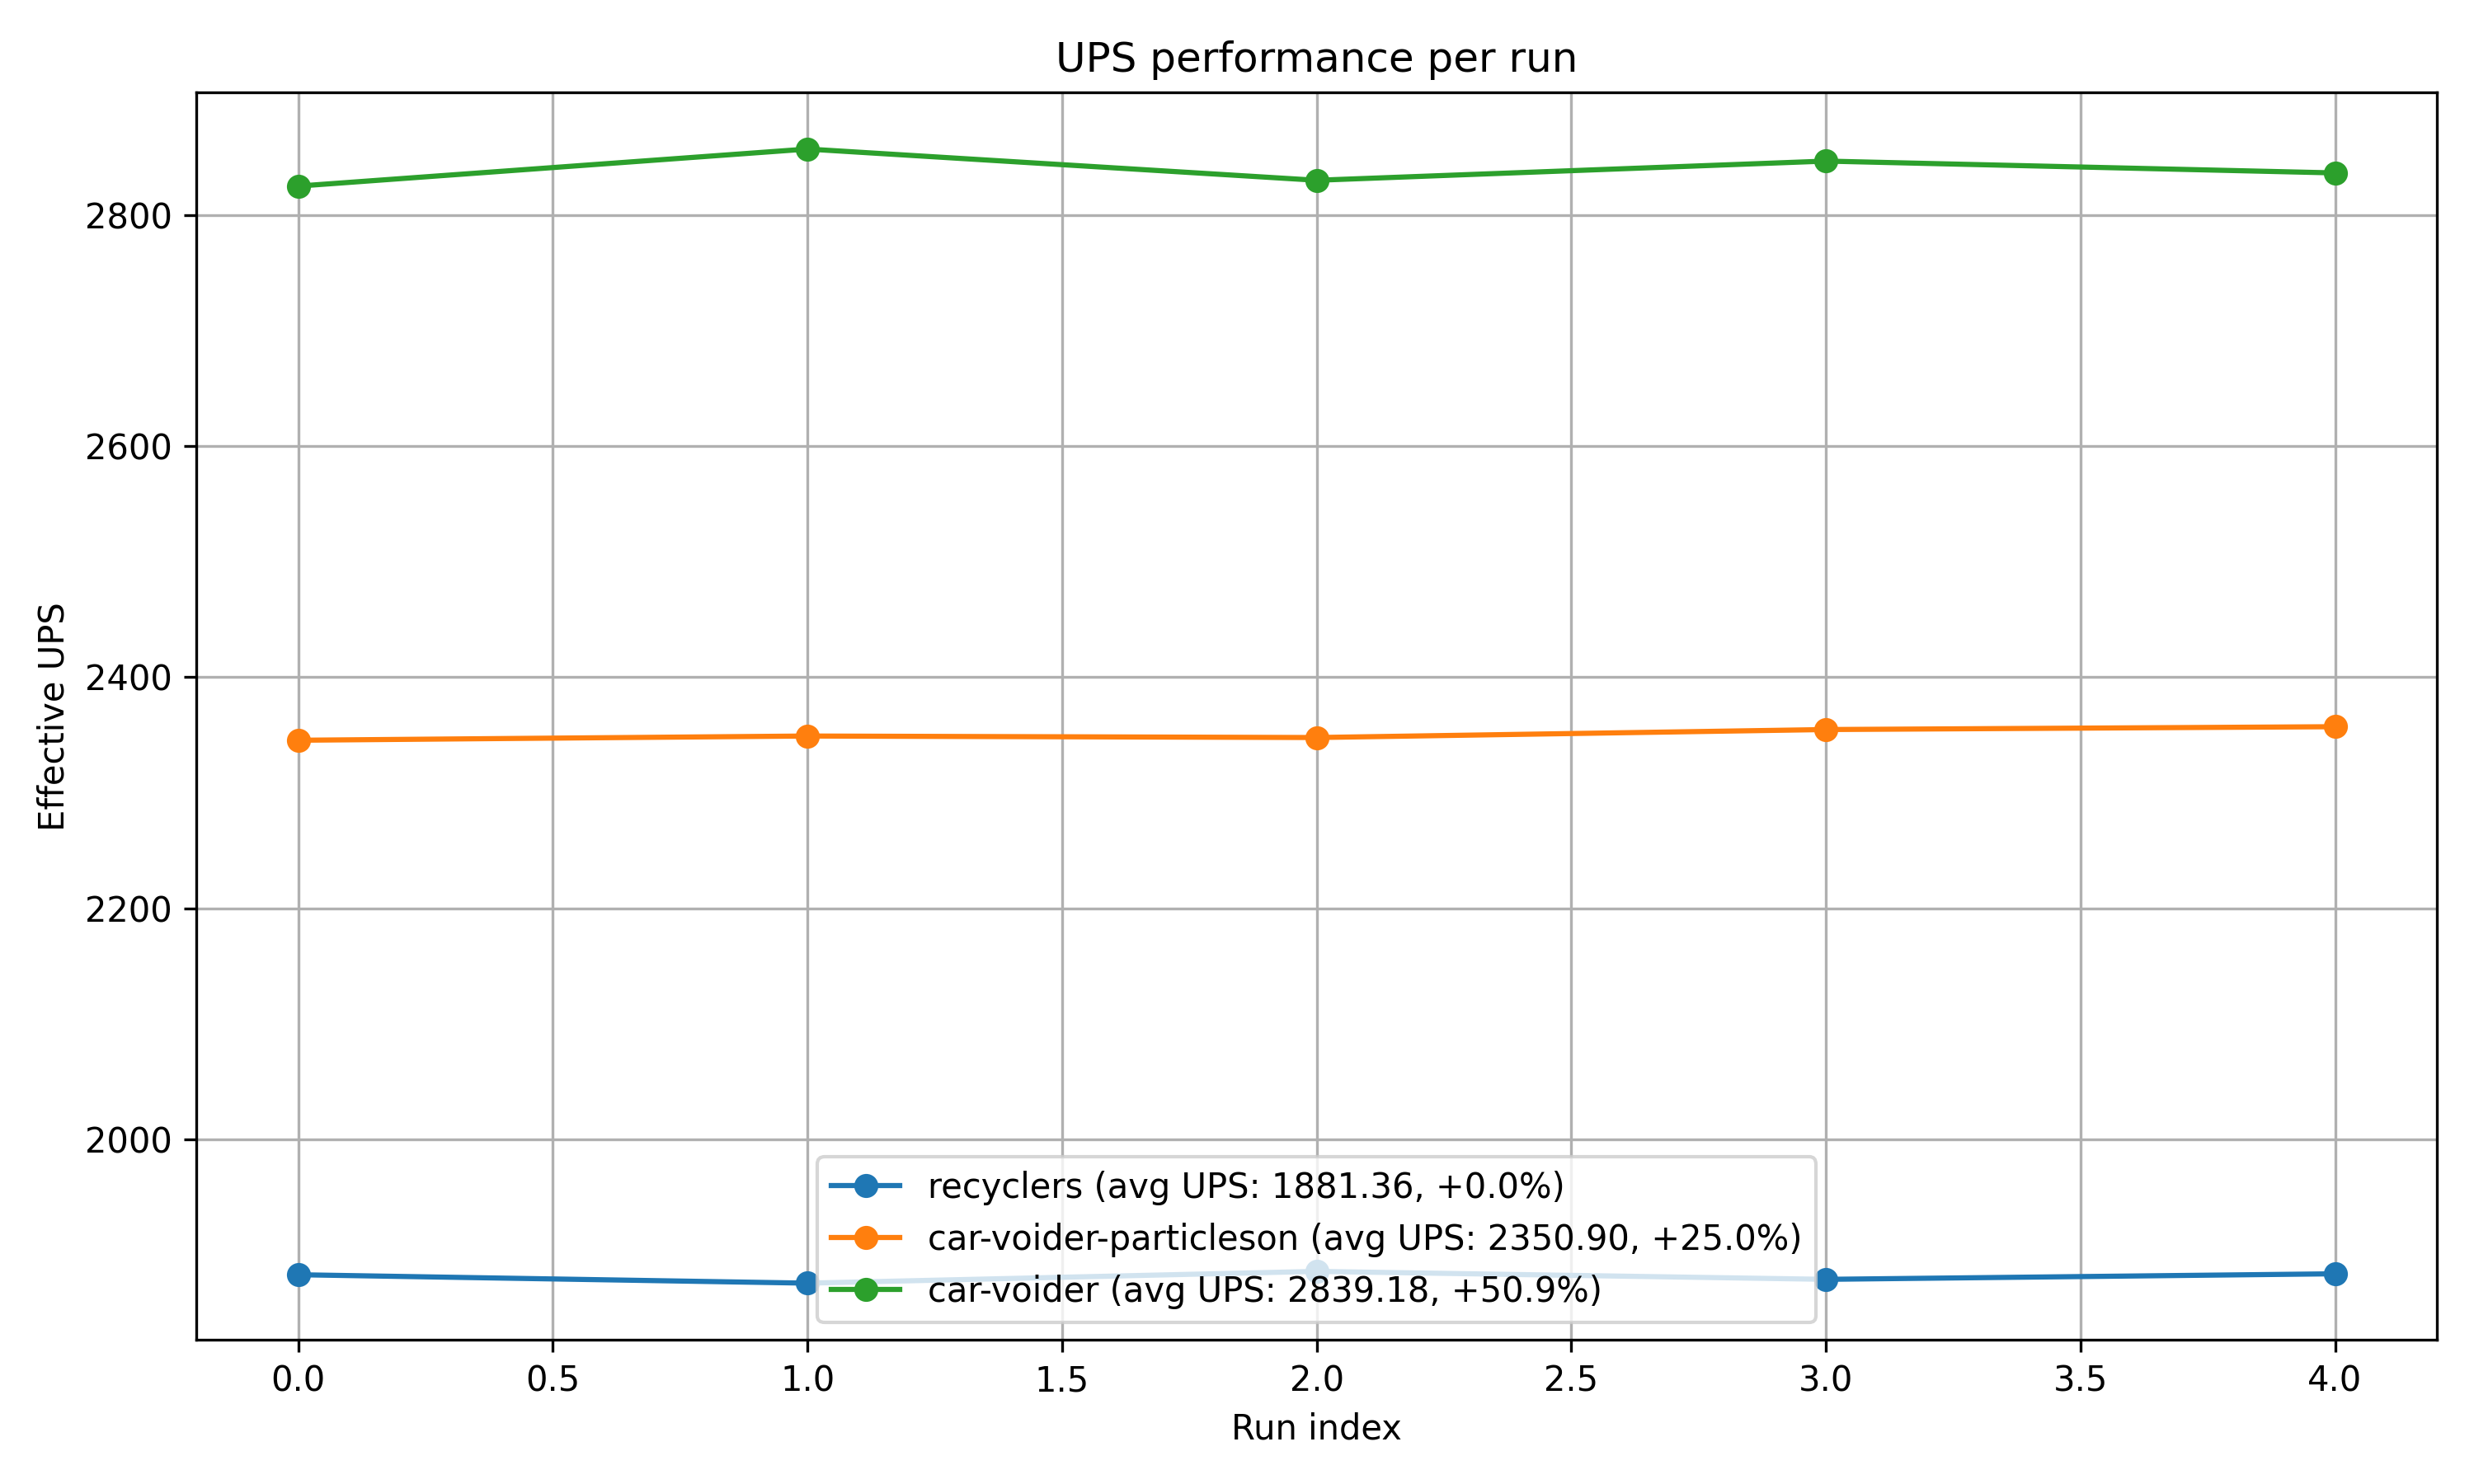 UPS performance per run
Effective UPS
2800
2600
2400
2200
2000
recyclers (avg UPS: 1881.36, +0.0%)
car-voider-particleson (avg UPS: 2350.90, +25.0%)
car-voider (avg UPS: 2839.18, +50.9%)
0.0 0.5 1.0 1.5 2.0 2.5 3.0 3.5 4.0
Run index